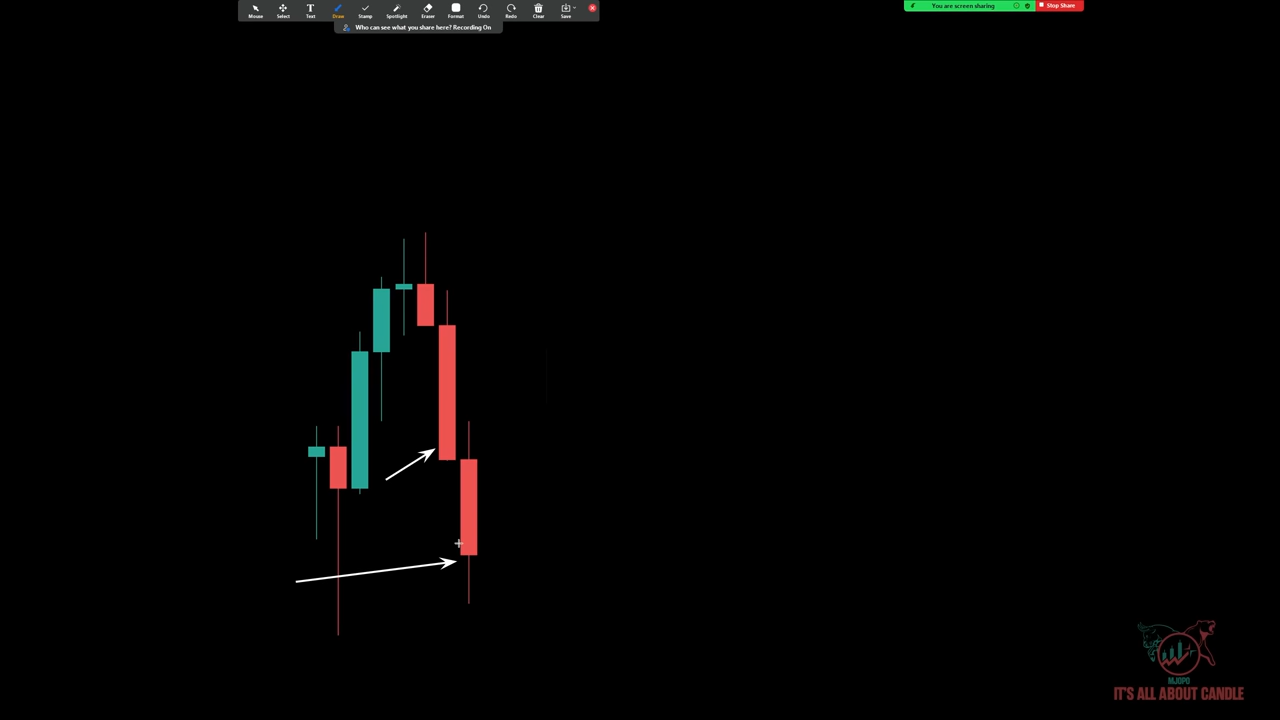 Mouse Select Text Draw Stamp Spotlight Eraser Format Undo Redo Clear Save
You are screen sharing Stop Share
Who can see what you share here? Recording On
MJOPO
IT'S ALL ABOUT CANDLE